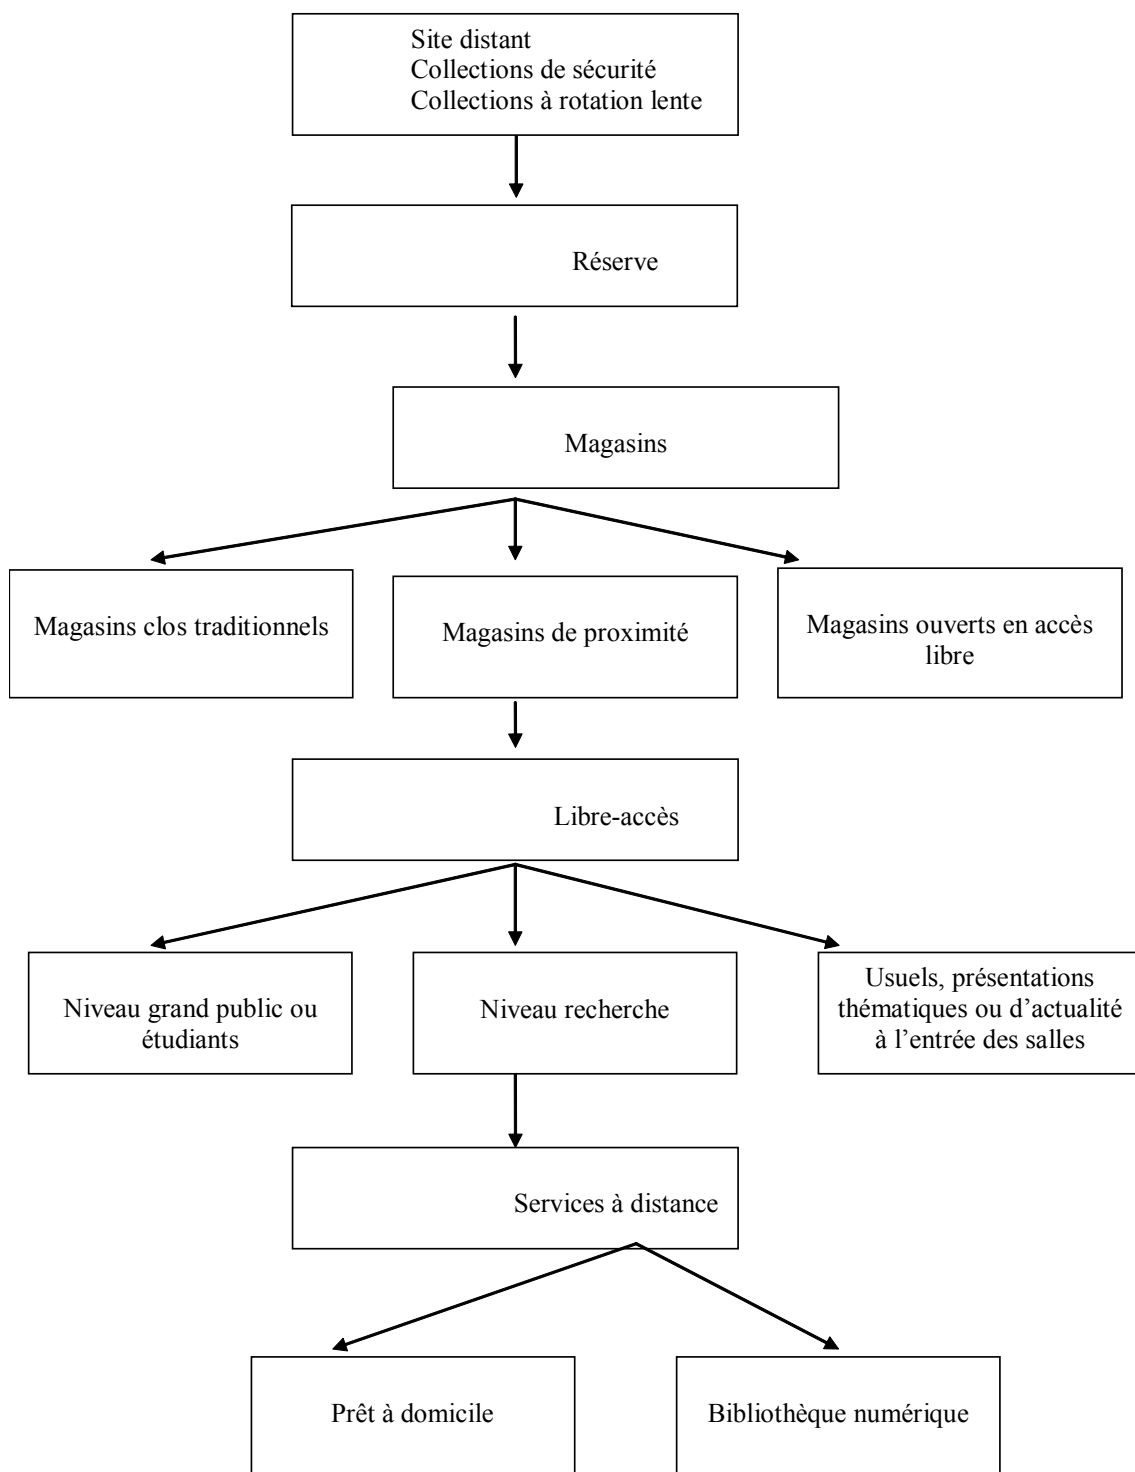 Site distant
Collections de sécurité
Collections à rotation lente
Réserve
Magasins
Magasins clos traditionnels
Magasins de proximité
Magasins ouverts en accès
libre
Libre-accès
Niveau grand public ou
étudiants
Niveau recherche
Usuels, présentations
thématiques ou d’actualité
à l’entrée des salles
Services à distance
Prêt à domicile
Bibliothèque numérique